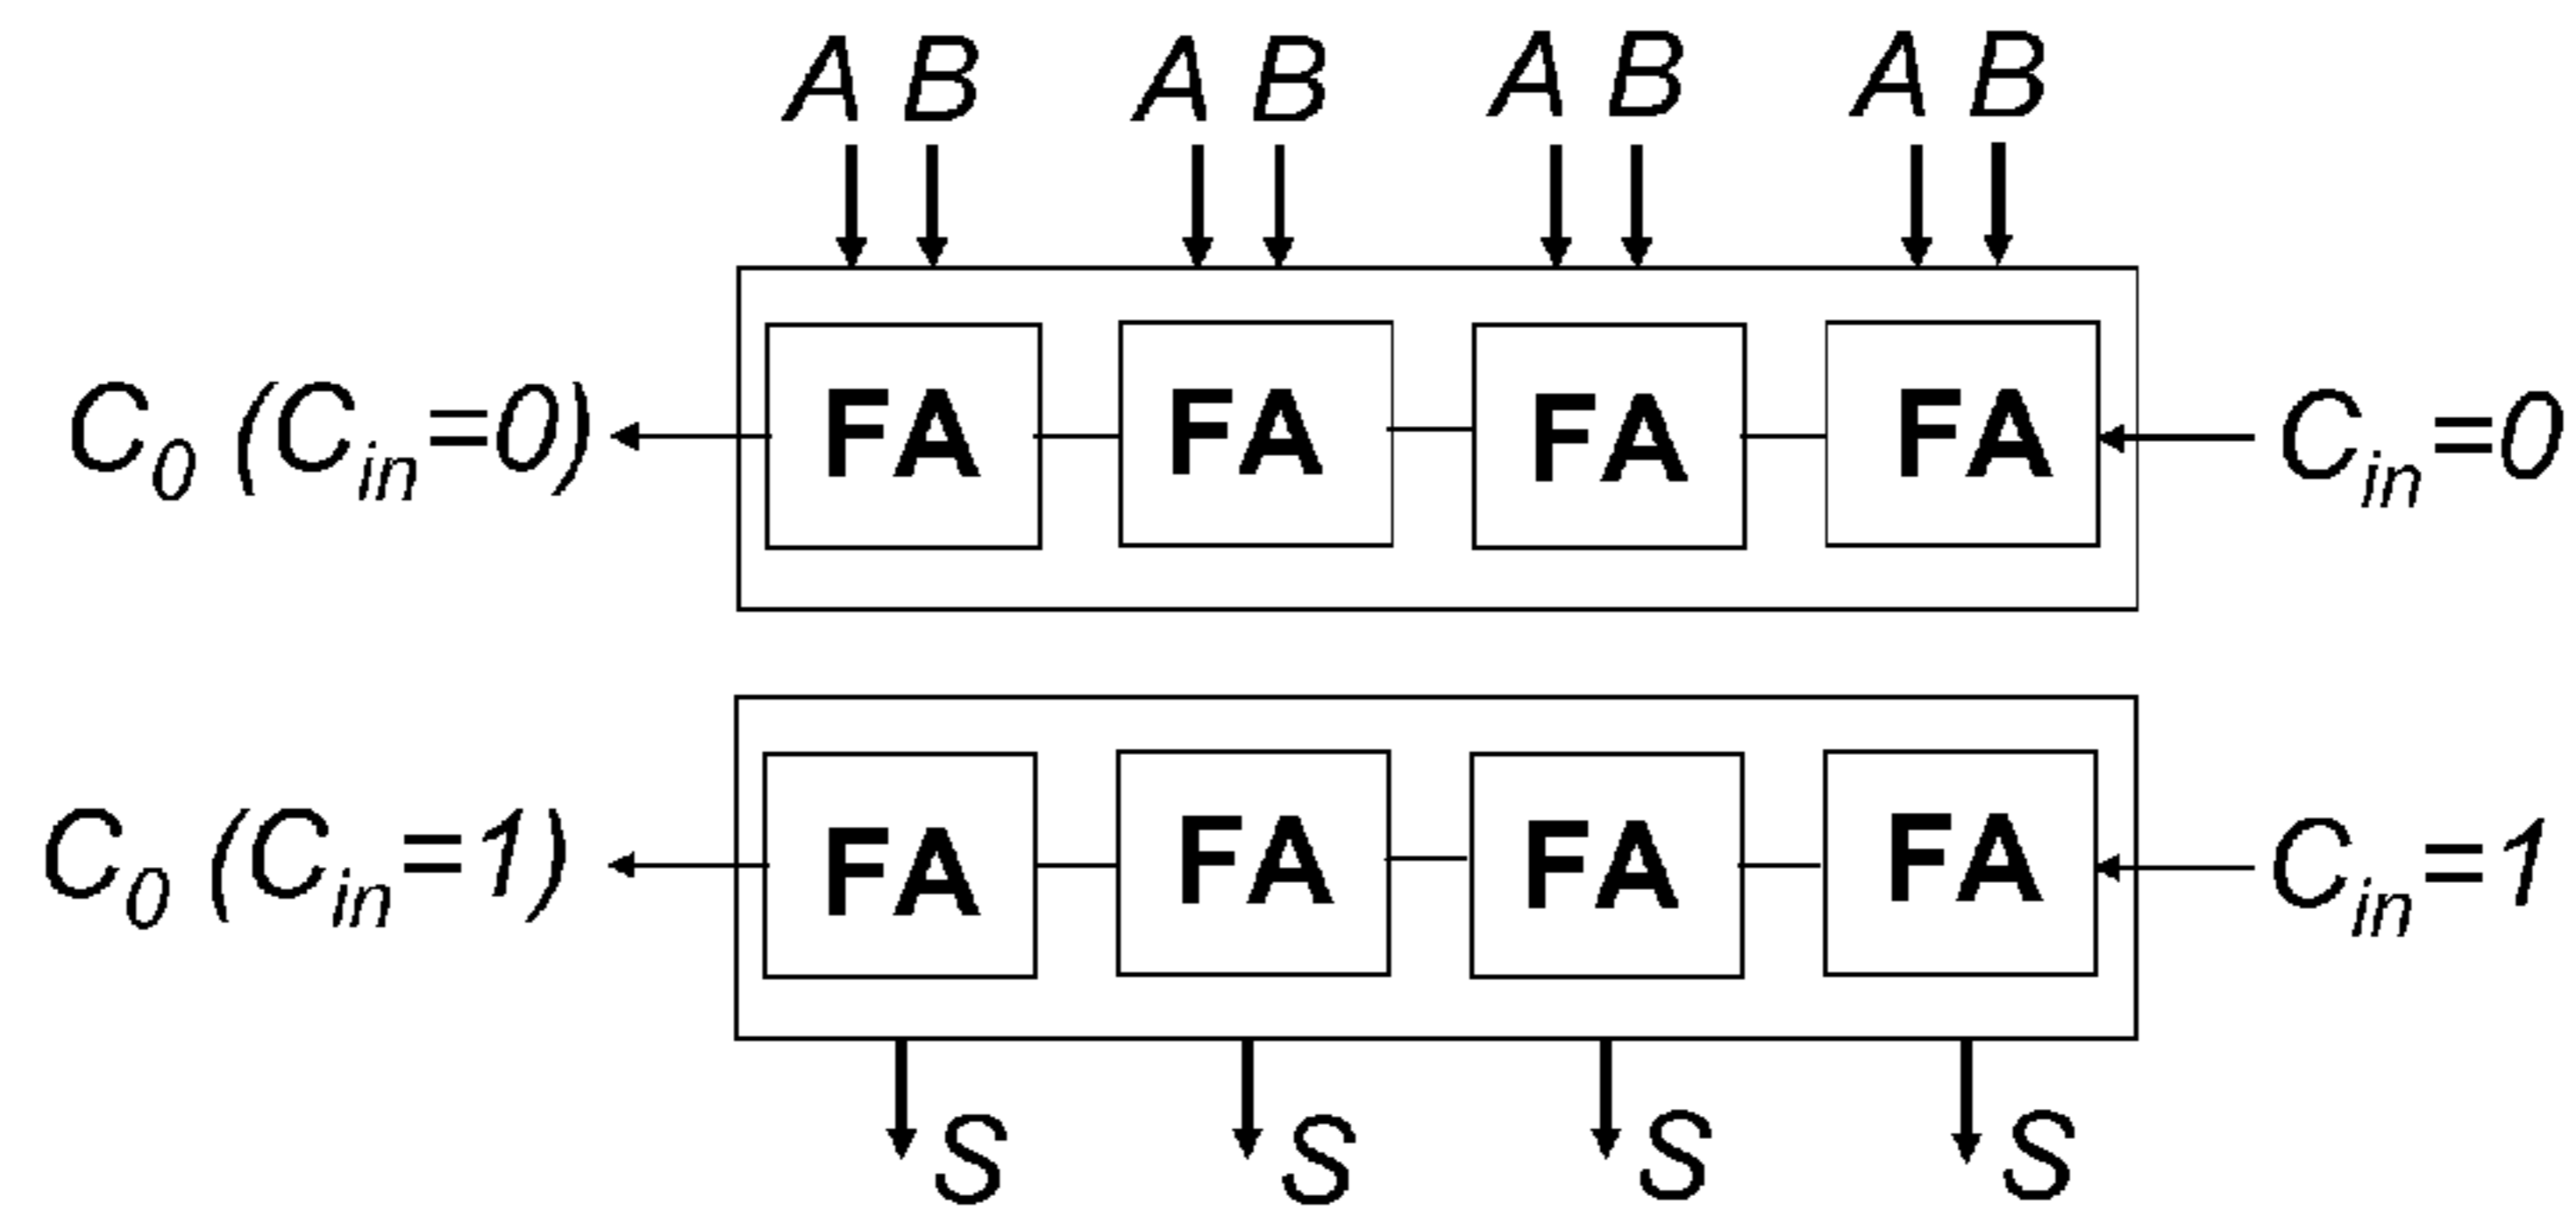 A B A B A B A B
C0 (Cin=0) FA FA FA FA Cin=0
C0 (Cin=1) FA FA FA FA Cin=1
S S S S